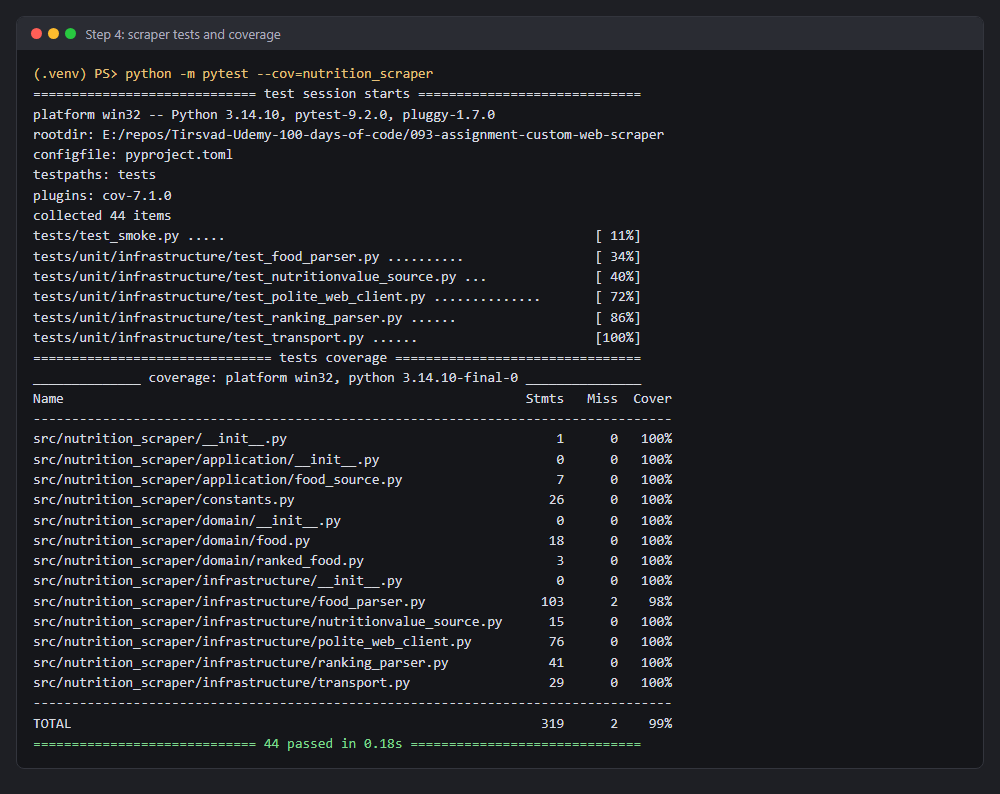 Step 4: scraper tests and coverage
(.venv) PS> python -m pytest --cov=nutrition_scraper
============================= test session starts =============================
platform win32 -- Python 3.14.10, pytest-9.2.0, pluggy-1.7.0
rootdir: E:/repos/Tirsvad-Udemy-100-days-of-code/093-assignment-custom-web-scraper
configfile: pyproject.toml
testpaths: tests
plugins: cov-7.1.0
collected 44 items
tests/test_smoke.py ..... [ 11%]
tests/unit/infrastructure/test_food_parser.py .......... [ 34%]
tests/unit/infrastructure/test_nutritionvalue_source.py ... [ 40%]
tests/unit/infrastructure/test_polite_web_client.py .............. [ 72%]
tests/unit/infrastructure/test_ranking_parser.py ...... [ 86%]
tests/unit/infrastructure/test_transport.py ...... [100%]
=============================== tests coverage ================================
______________ coverage: platform win32, python 3.14.10-final-0 _______________
Name Stmts Miss Cover
-----------------------------------------------------------------------------------
src/nutrition_scraper/__init__.py 1 0 100%
src/nutrition_scraper/application/__init__.py 0 0 100%
src/nutrition_scraper/application/food_source.py 7 0 100%
src/nutrition_scraper/constants.py 26 0 100%
src/nutrition_scraper/domain/__init__.py 0 0 100%
src/nutrition_scraper/domain/food.py 18 0 100%
src/nutrition_scraper/domain/ranked_food.py 3 0 100%
src/nutrition_scraper/infrastructure/__init__.py 0 0 100%
src/nutrition_scraper/infrastructure/food_parser.py 103 2 98%
src/nutrition_scraper/infrastructure/nutritionvalue_source.py 15 0 100%
src/nutrition_scraper/infrastructure/polite_web_client.py 76 0 100%
src/nutrition_scraper/infrastructure/ranking_parser.py 41 0 100%
src/nutrition_scraper/infrastructure/transport.py 29 0 100%
-----------------------------------------------------------------------------------
TOTAL 319 2 99%
============================= 44 passed in 0.18s ==============================